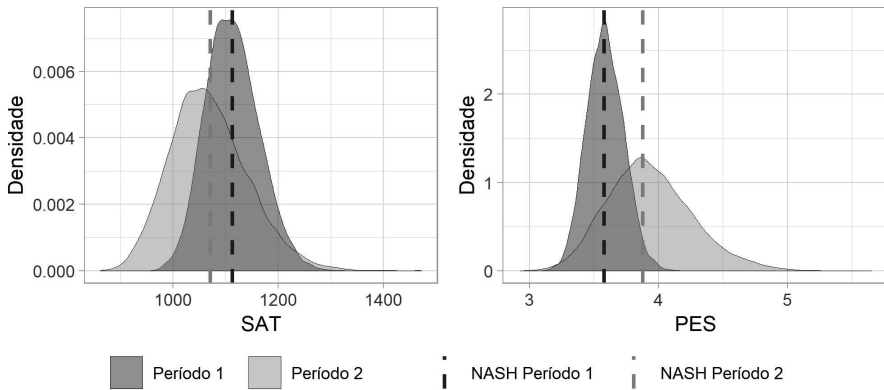 Densidade
0.006
0.004
0.002
0.000
1000 1200 1400
SAT
Densidade
2
1
0
3 4 5
PES
Período 1 Período 2 NASH Período 1 NASH Período 2